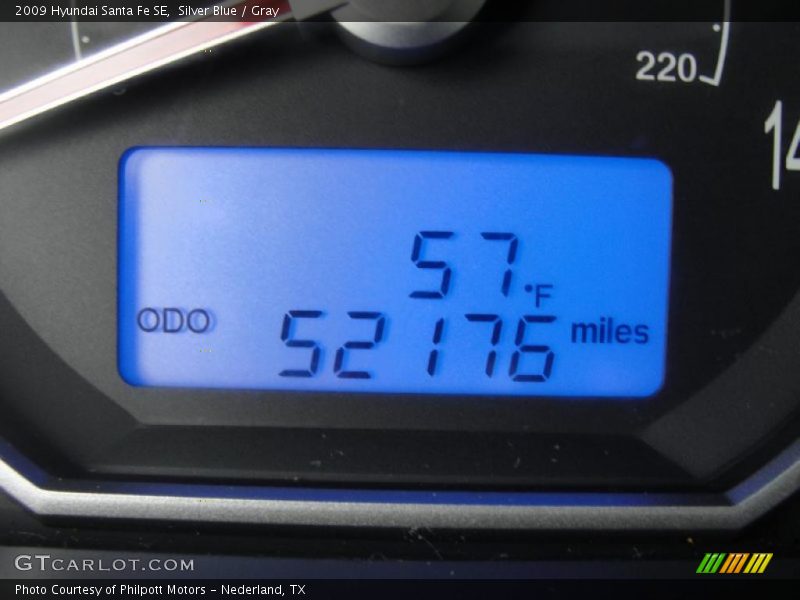 2009 Hyundai Santa Fe SE,  Silver Blue / Gray
220
14
57 °F
ODO 52176 miles
GTCARLOT.COM
Photo Courtesy of Philpott Motors - Nederland, TX